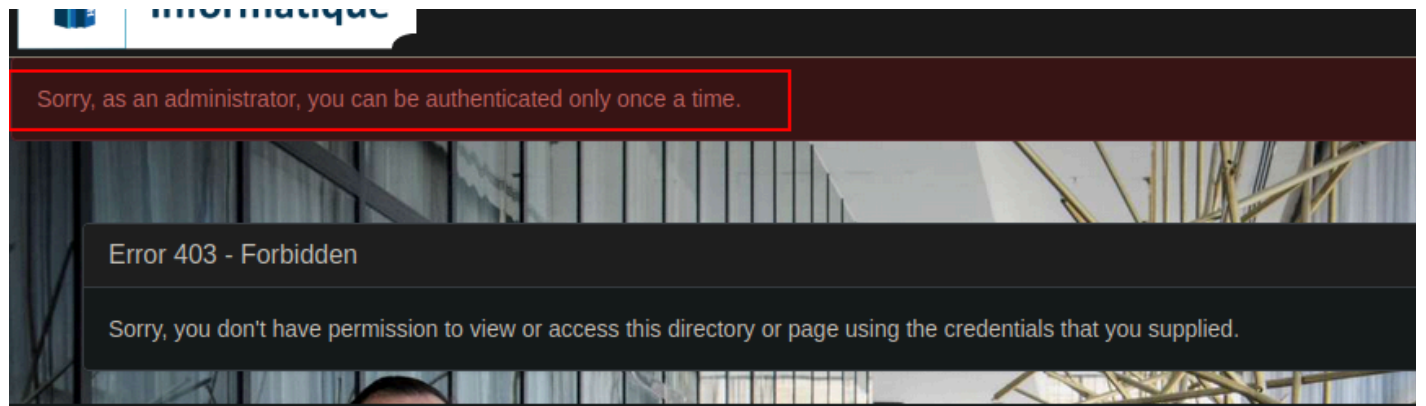 Informatique
Sorry, as an administrator, you can be authenticated only once a time.
Error 403 - Forbidden
Sorry, you don't have permission to view or access this directory or page using the credentials that you supplied.